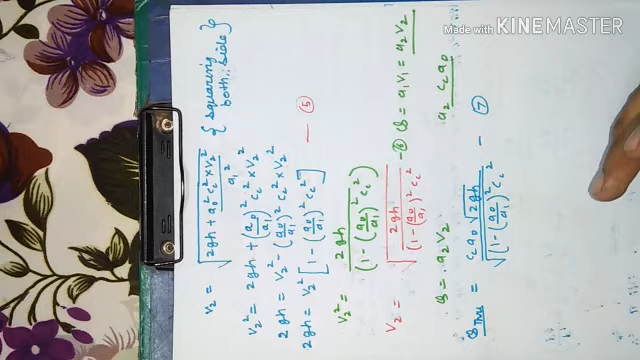 Made with KINEMASTER
V₂ = √(2gh + a₀² c_c² × V₂² / a₁²) { Squaring both side }
V₂² = 2gh + (a₀/a₁)² c_c² × V₂²
2gh = V₂² - (a₀/a₁)² c_c² × V₂²
2gh = V₂² [1 - (a₀/a₁)² c_c²] — ⑤
V₂² = 2gh / (1 - (a₀/a₁)² c_c²)
V₂ = √(2gh / (1 - (a₀/a₁)² c_c²)) - ⑥ Q = a₁V₁ = a₂V₂
Q = a₂V₂ a₂ c_c a₀
Q = c_c a₀ √2gh / √(1 - (a₀/a₁)² c_c²) - ⑦